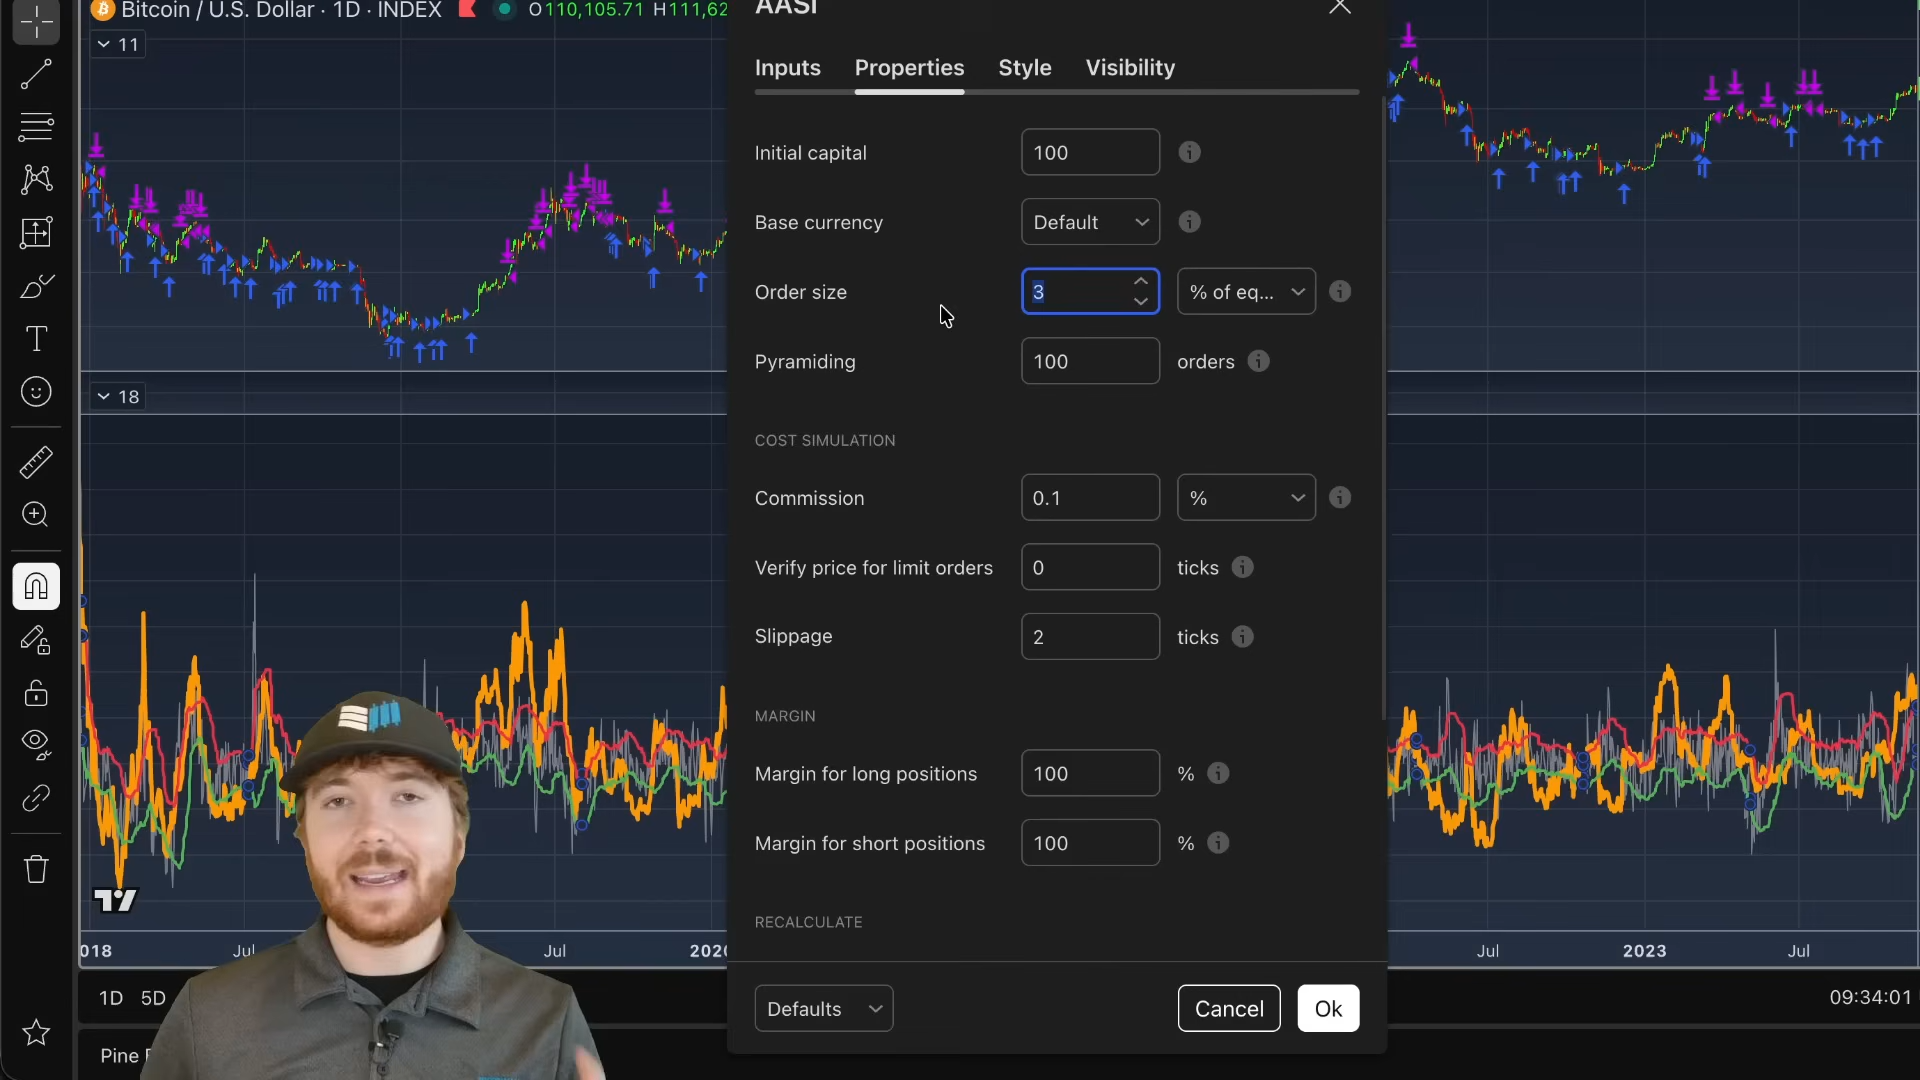 Bitcoin / U.S. Dollar · 1D · INDEX O110,105.71 H111,62
11
AASI
Inputs Properties Style Visibility
Initial capital 100
Base currency Default
Order size 3 % of eq...
Pyramiding 100 orders
18
COST SIMULATION
Commission 0.1 %
Verify price for limit orders 0 ticks
Slippage 2 ticks
MARGIN
Margin for long positions 100 %
Margin for short positions 100 %
RECALCULATE
018 Jul Jul 2020 Jul 2023 Jul
1D 5D 09:34:01
Defaults Cancel Ok
Pine